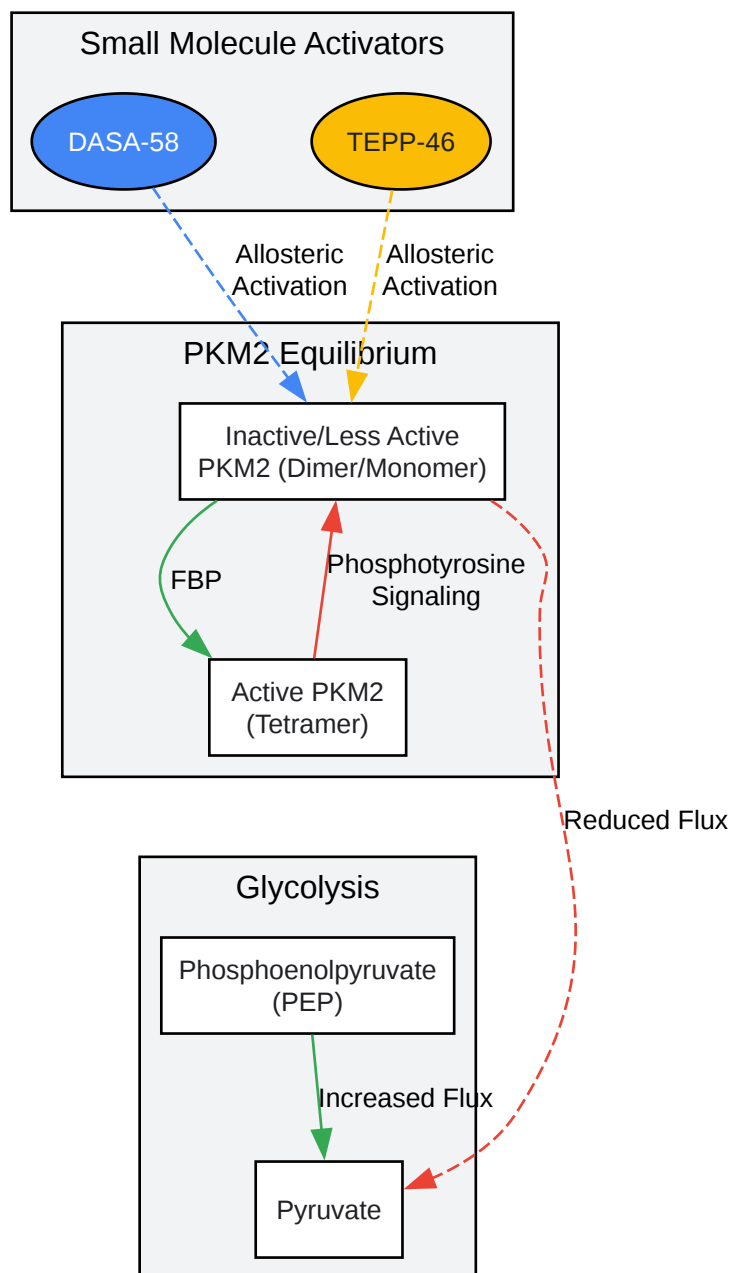 Small Molecule Activators
DASA-58
TEPP-46
Allosteric
Activation
Allosteric
Activation
PKM2 Equilibrium
Inactive/Less Active
PKM2 (Dimer/Monomer)
FBP
Phosphotyrosine
Signaling
Active PKM2
(Tetramer)
Reduced Flux
Glycolysis
Phosphoenolpyruvate
(PEP)
Increased Flux
Pyruvate